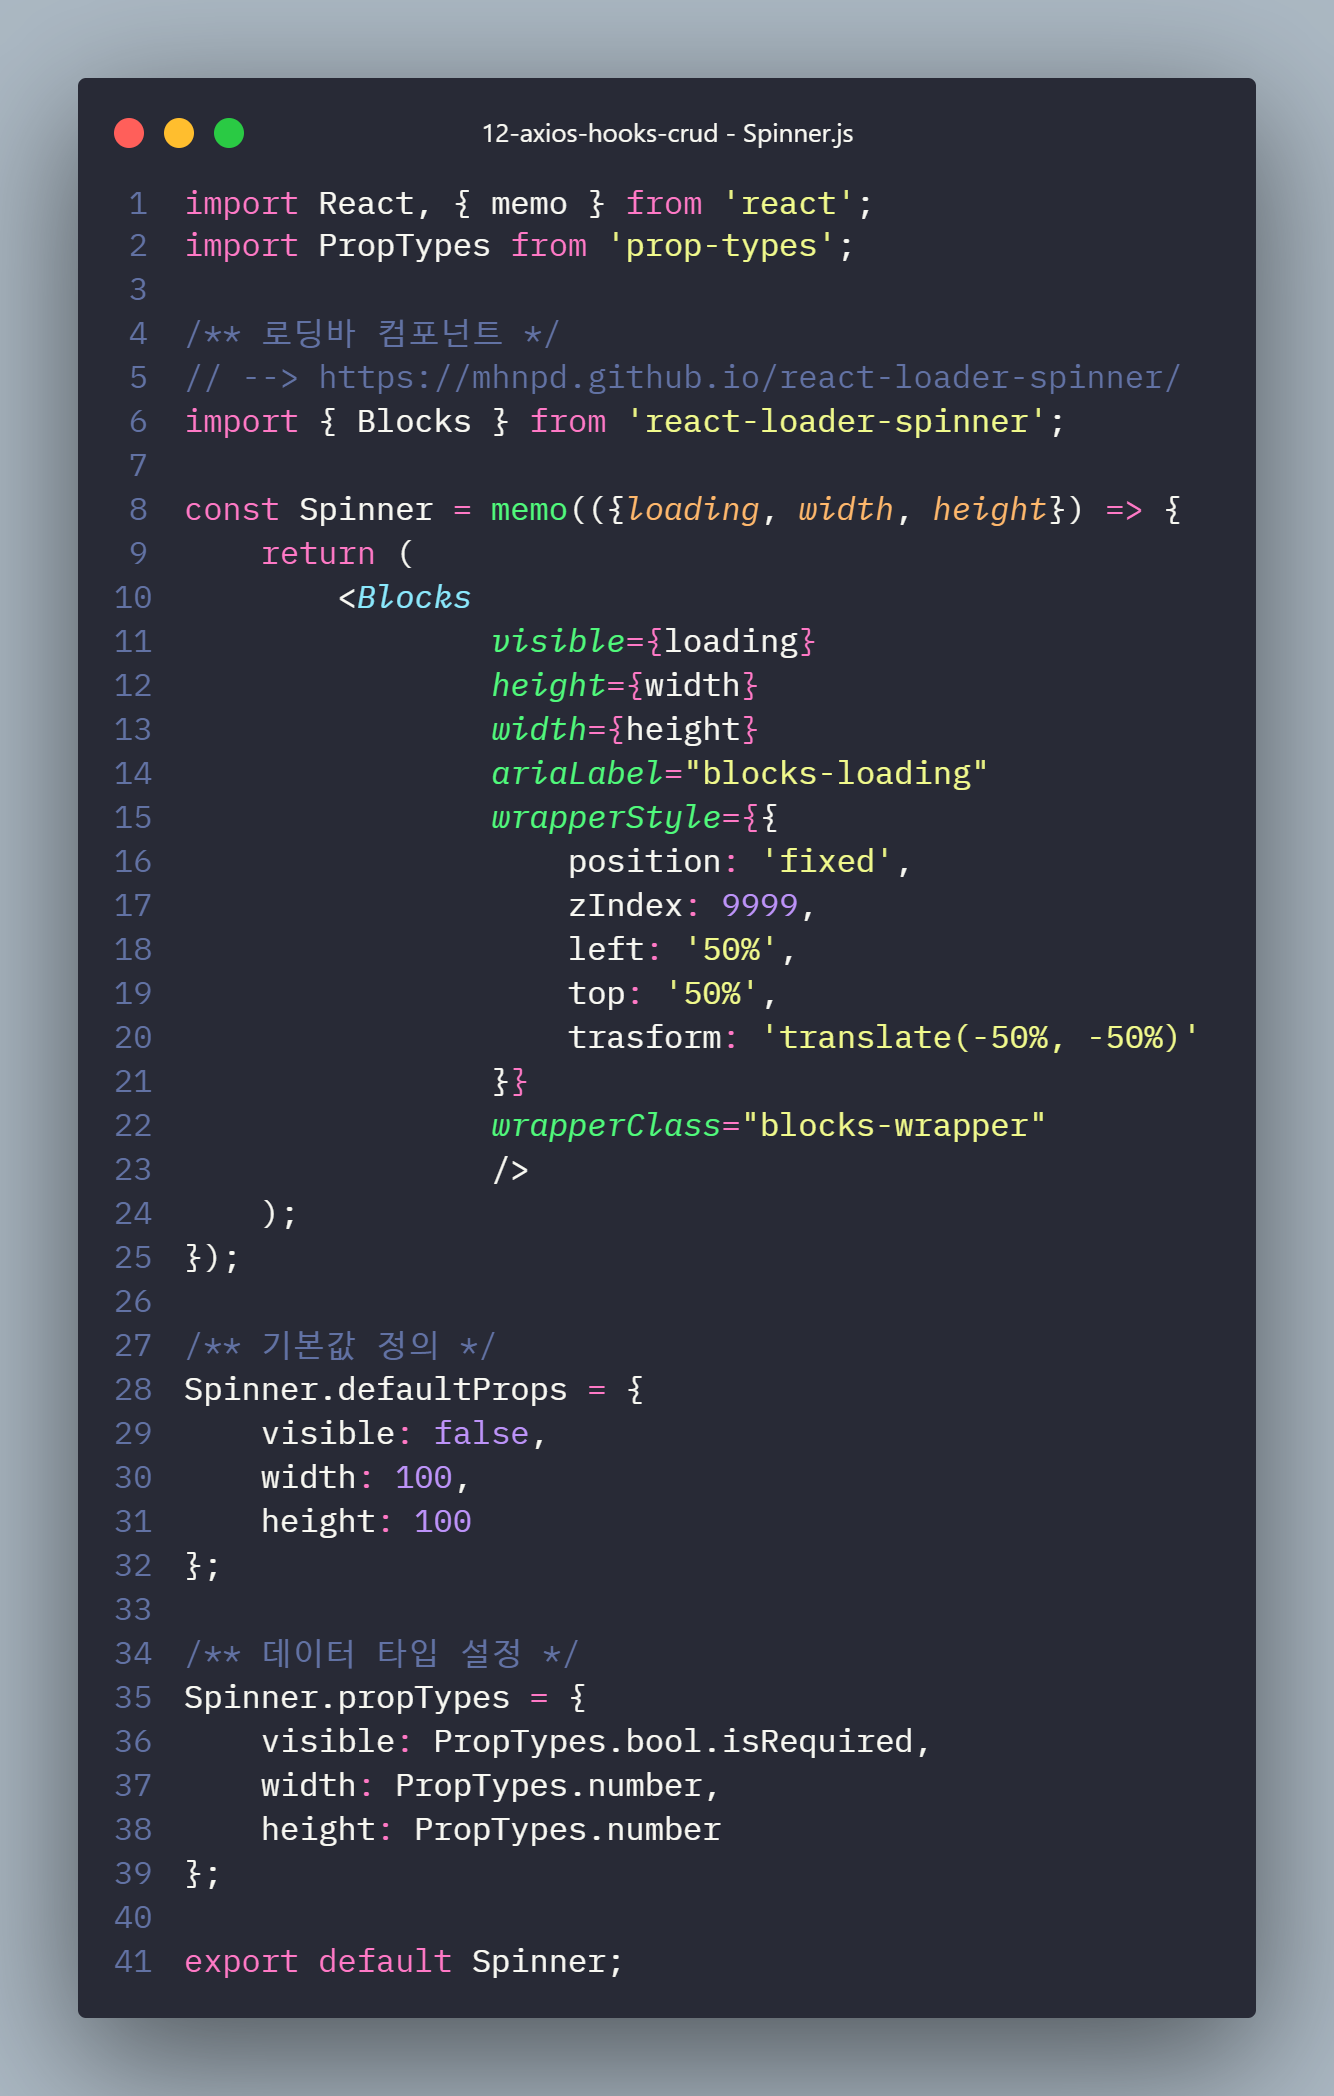 12-axios-hooks-crud - Spinner.js
1 import React, { memo } from 'react';
2 import PropTypes from 'prop-types';
3
4 /** 로딩바 컴포넌트 */
5 // --> https://mhnpd.github.io/react-loader-spinner/
6 import { Blocks } from 'react-loader-spinner';
7
8 const Spinner = memo(({loading, width, height}) => {
9     return (
10         <Blocks
11                 visible={loading}
12                 height={width}
13                 width={height}
14                 ariaLabel="blocks-loading"
15                 wrapperStyle={{
16                     position: 'fixed',
17                     zIndex: 9999,
18                     left: '50%',
19                     top: '50%',
20                     trasform: 'translate(-50%, -50%)'
21                 }}
22                 wrapperClass="blocks-wrapper"
23                 />
24     );
25 });
26
27 /** 기본값 정의 */
28 Spinner.defaultProps = {
29     visible: false,
30     width: 100,
31     height: 100
32 };
33
34 /** 데이터 타입 설정 */
35 Spinner.propTypes = {
36     visible: PropTypes.bool.isRequired,
37     width: PropTypes.number,
38     height: PropTypes.number
39 };
40
41 export default Spinner;